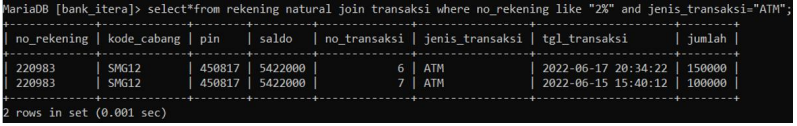 MariaDB [bank_itera]> select*from rekening natural join transaksi where no_rekening like "2%" and jenis_transaksi="ATM";
+-------------+-------------+--------+---------+--------------+-----------------+---------------------+--------+
| no_rekening | kode_cabang | pin | saldo | no_transaksi | jenis_transaksi | tgl_transaksi | jumlah |
+-------------+-------------+--------+---------+--------------+-----------------+---------------------+--------+
| 220983 | SMG12 | 450817 | 5422000 | 6 | ATM | 2022-06-17 20:34:22 | 150000 |
| 220983 | SMG12 | 450817 | 5422000 | 7 | ATM | 2022-06-15 15:40:12 | 100000 |
+-------------+-------------+--------+---------+--------------+-----------------+---------------------+--------+
2 rows in set (0.001 sec)